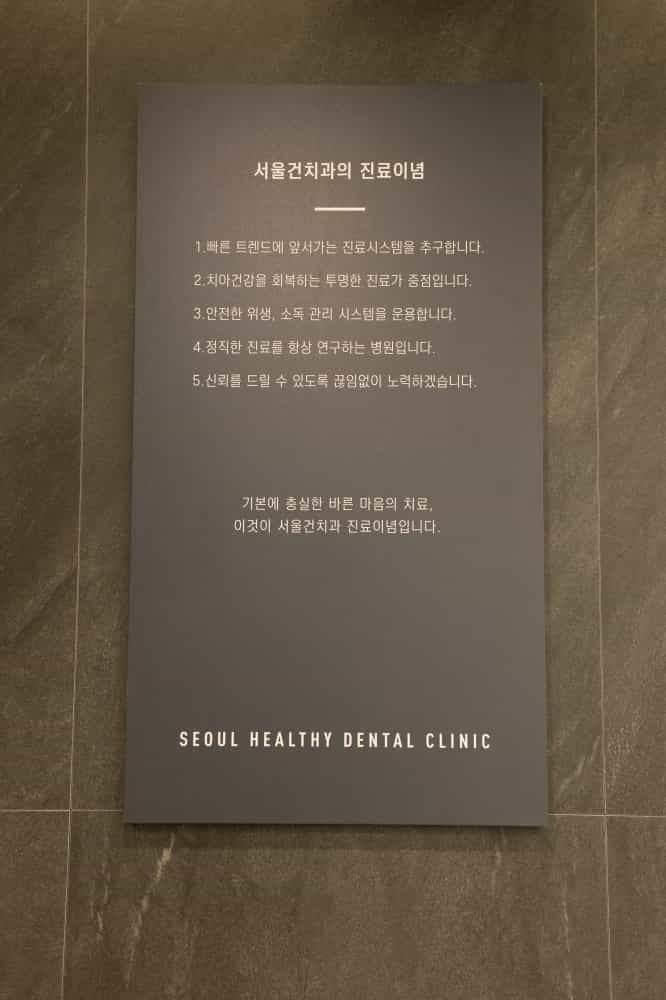 서울건치과의 진료이념
1.빠른 트렌드에 앞서가는 진료시스템을 추구합니다.
2.치아건강을 회복하는 투명한 진료가 중점입니다.
3.안전한 위생, 소독 관리 시스템을 운용합니다.
4.정직한 진료를 항상 연구하는 병원입니다.
5.신뢰를 드릴 수 있도록 끊임없이 노력하겠습니다.
기본에 충실한 바른 마음의 치료,
이것이 서울건치과 진료이념입니다.
SEOUL HEALTHY DENTAL CLINIC